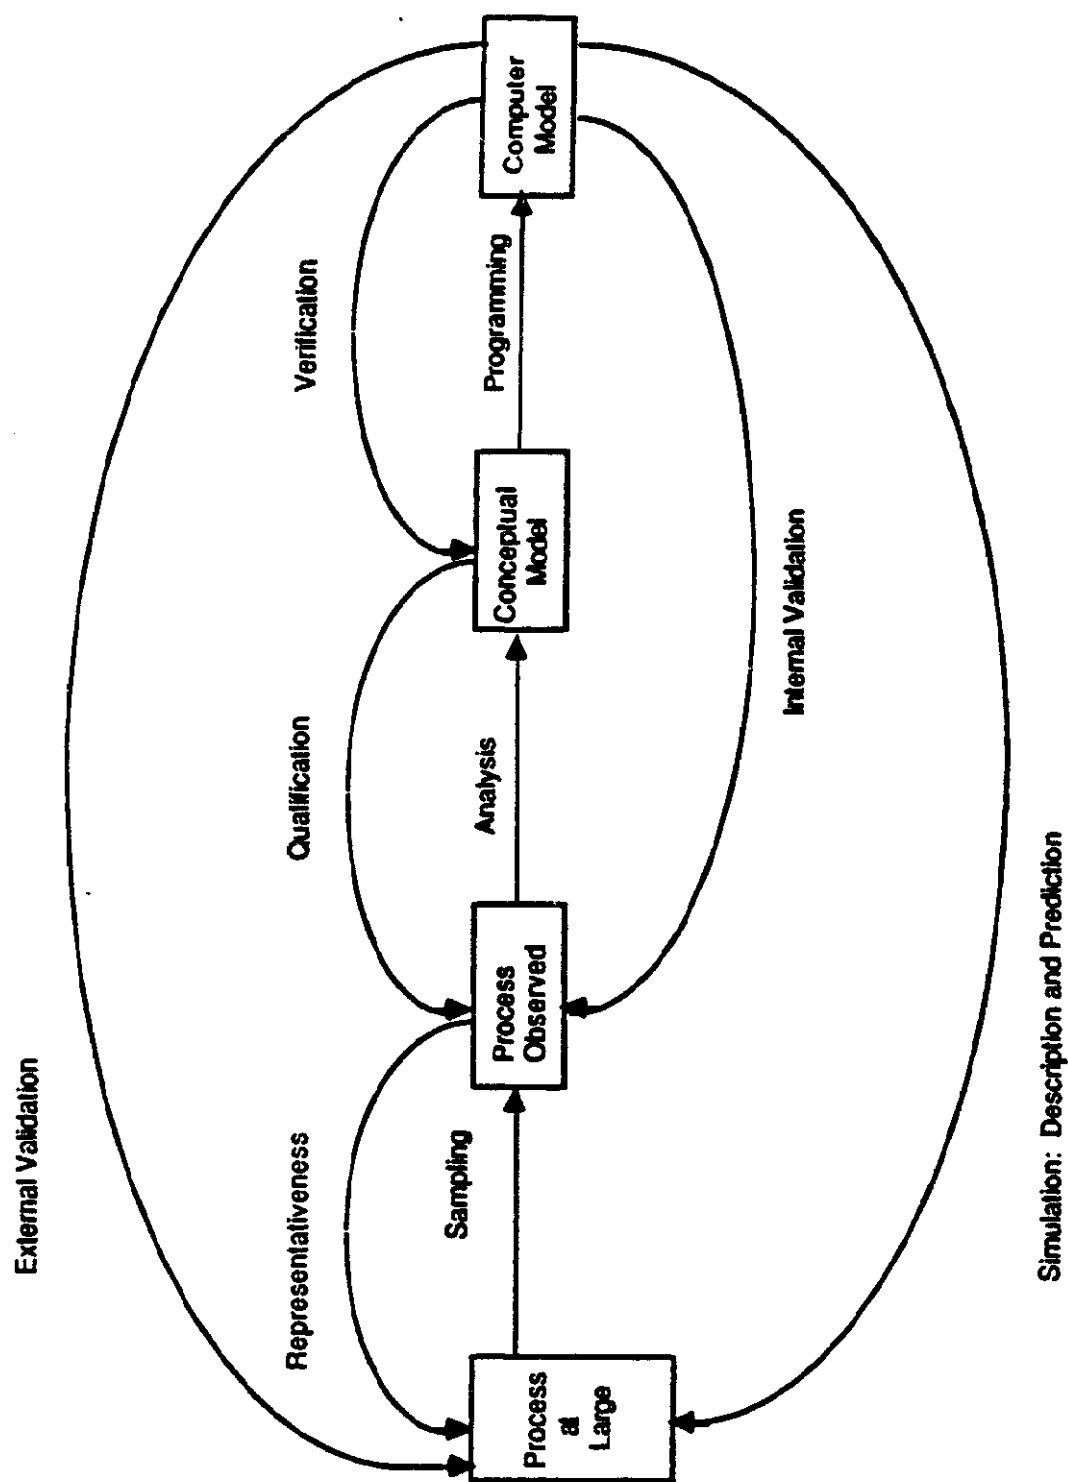 External Validation
Representativeness
Qualification
Verification
Sampling
Analysis
Programming
Process
at
Large
Process
Observed
Conceptual
Model
Computer
Model
Internal Validation
Simulation: Description and Prediction